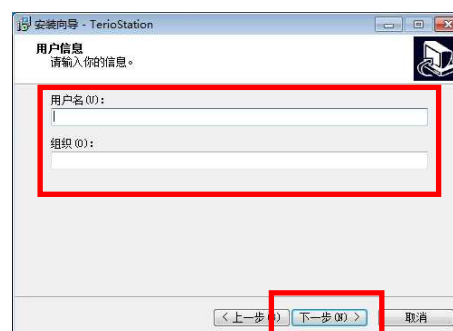 安装向导 - TerioStation
用户信息
请输入你的信息。
用户名(U):
组织(O):
<上一步(B) 下一步(N) > 取消